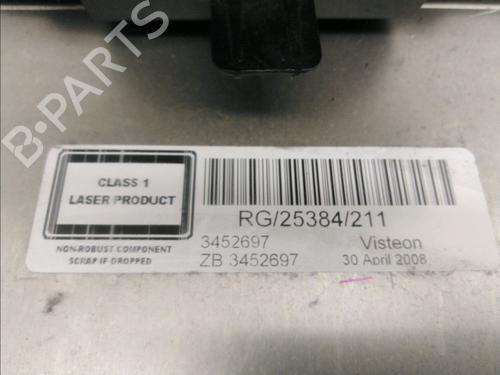 B-PARTS
CLASS 1
LASER PRODUCT
NON-ROBUST COMPONENT
SCRAP IF DROPPED
RG/25384/211
3452697 Visteon
ZB 3452697 30 April 2008